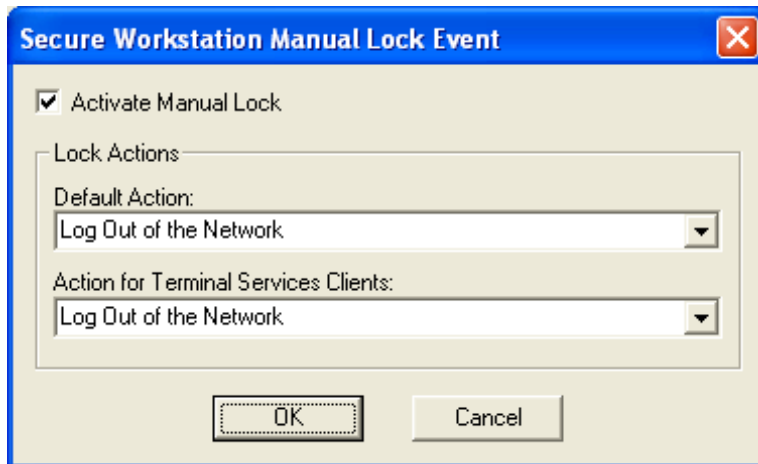 Secure Workstation Manual Lock Event
Activate Manual Lock
Lock Actions
Default Action:
Log Out of the Network
Action for Terminal Services Clients:
Log Out of the Network
OK
Cancel